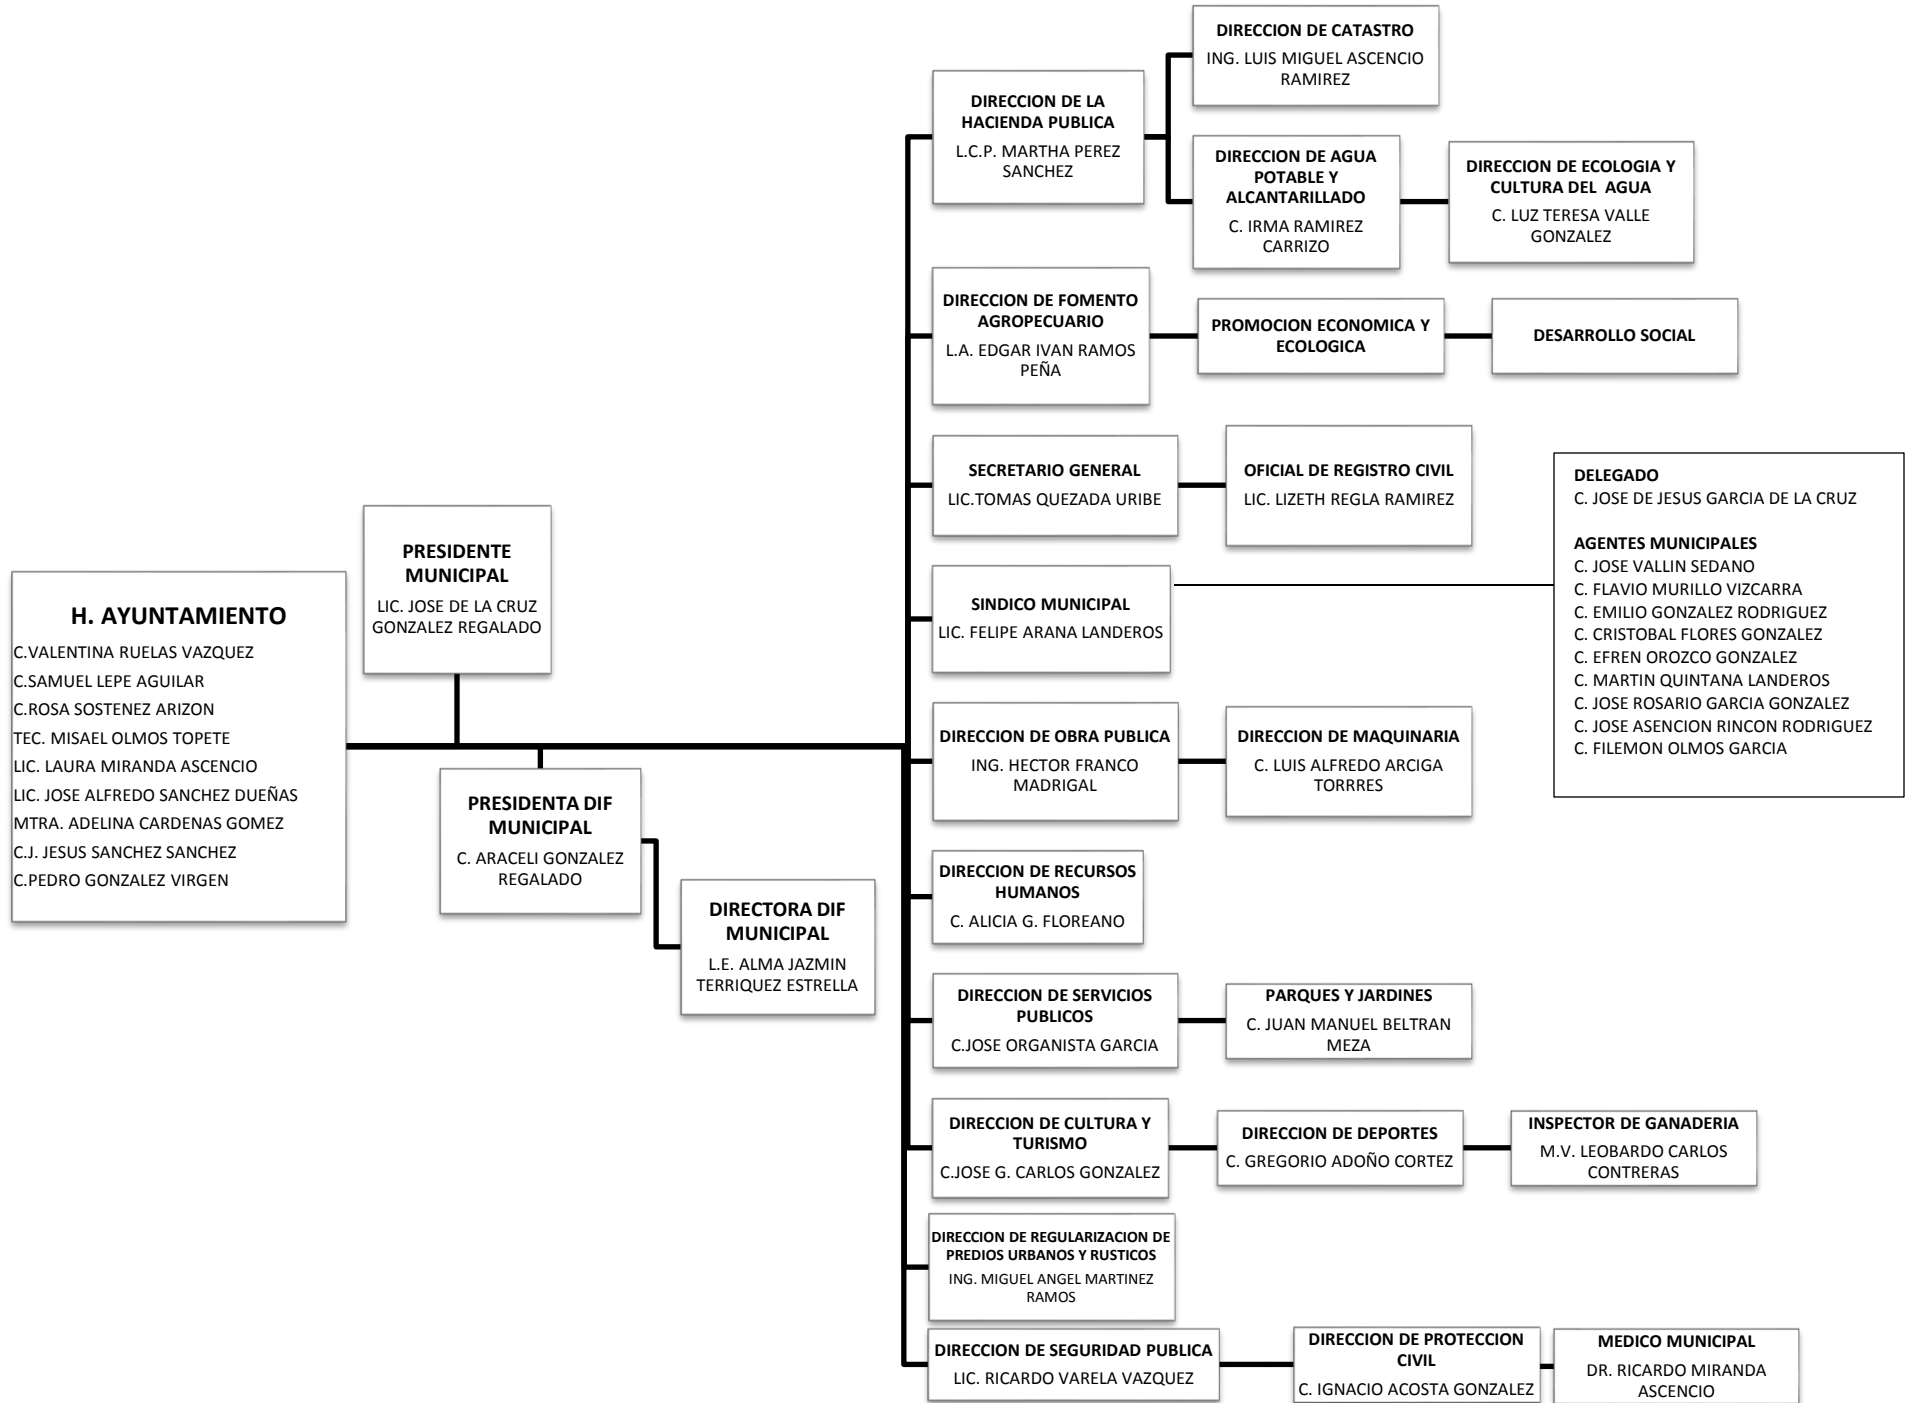 H. AYUNTAMIENTO
C.VALENTINA RUELAS VAZQUEZ
C.SAMUEL LEPE AGUILAR
C.ROSA SOSTENEZ ARIZON
TEC. MISAEL OLMOS TOPETE
LIC. LAURA MIRANDA ASCENCIO
LIC. JOSE ALFREDO SANCHEZ DUEÑAS
MTRA. ADELINA CARDENAS GOMEZ
C.J. JESUS SANCHEZ SANCHEZ
C.PEDRO GONZALEZ VIRGEN
PRESIDENTE
MUNICIPAL
LIC. JOSE DE LA CRUZ
GONZALEZ REGALADO
PRESIDENTA DIF
MUNICIPAL
C. ARACELI GONZALEZ
REGALADO
DIRECTORA DIF
MUNICIPAL
L.E. ALMA JAZMIN
TERRIQUEZ ESTRELLA
DIRECCION DE LA
HACIENDA PUBLICA
L.C.P. MARTHA PEREZ
SANCHEZ
DIRECCION DE CATASTRO
ING. LUIS MIGUEL ASCENCIO
RAMIREZ
DIRECCION DE AGUA
POTABLE Y
ALCANTARILLADO
C. IRMA RAMIREZ
CARRIZO
DIRECCION DE ECOLOGIA Y
CULTURA DEL  AGUA
C. LUZ TERESA VALLE
GONZALEZ
DIRECCION DE FOMENTO
AGROPECUARIO
L.A. EDGAR IVAN RAMOS
PEÑA
PROMOCION ECONOMICA Y
ECOLOGICA
DESARROLLO SOCIAL
SECRETARIO GENERAL
LIC.TOMAS QUEZADA URIBE
OFICIAL DE REGISTRO CIVIL
LIC. LIZETH REGLA RAMIREZ
SINDICO MUNICIPAL
LIC. FELIPE ARANA LANDEROS
DELEGADO
C. JOSE DE JESUS GARCIA DE LA CRUZ
AGENTES MUNICIPALES
C. JOSE VALLIN SEDANO
C. FLAVIO MURILLO VIZCARRA
C. EMILIO GONZALEZ RODRIGUEZ
C. CRISTOBAL FLORES GONZALEZ
C. EFREN OROZCO GONZALEZ
C. MARTIN QUINTANA LANDEROS
C. JOSE ROSARIO GARCIA GONZALEZ
C. JOSE ASENCION RINCON RODRIGUEZ
C. FILEMON OLMOS GARCIA
DIRECCION DE OBRA PUBLICA
ING. HECTOR FRANCO
MADRIGAL
DIRECCION DE MAQUINARIA
C. LUIS ALFREDO ARCIGA
TORRRES
DIRECCION DE RECURSOS
HUMANOS
C. ALICIA G. FLOREANO
DIRECCION DE SERVICIOS
PUBLICOS
C.JOSE ORGANISTA GARCIA
PARQUES Y JARDINES
C. JUAN MANUEL BELTRAN
MEZA
DIRECCION DE CULTURA Y
TURISMO
C.JOSE G. CARLOS GONZALEZ
DIRECCION DE DEPORTES
C. GREGORIO ADOÑO CORTEZ
INSPECTOR DE GANADERIA
M.V. LEOBARDO CARLOS
CONTRERAS
DIRECCION DE REGULARIZACION DE
PREDIOS URBANOS Y RUSTICOS
ING. MIGUEL ANGEL MARTINEZ
RAMOS
DIRECCION DE SEGURIDAD PUBLICA
LIC. RICARDO VARELA VAZQUEZ
DIRECCION DE PROTECCION
CIVIL
C. IGNACIO ACOSTA GONZALEZ
MEDICO MUNICIPAL
DR. RICARDO MIRANDA
ASCENCIO